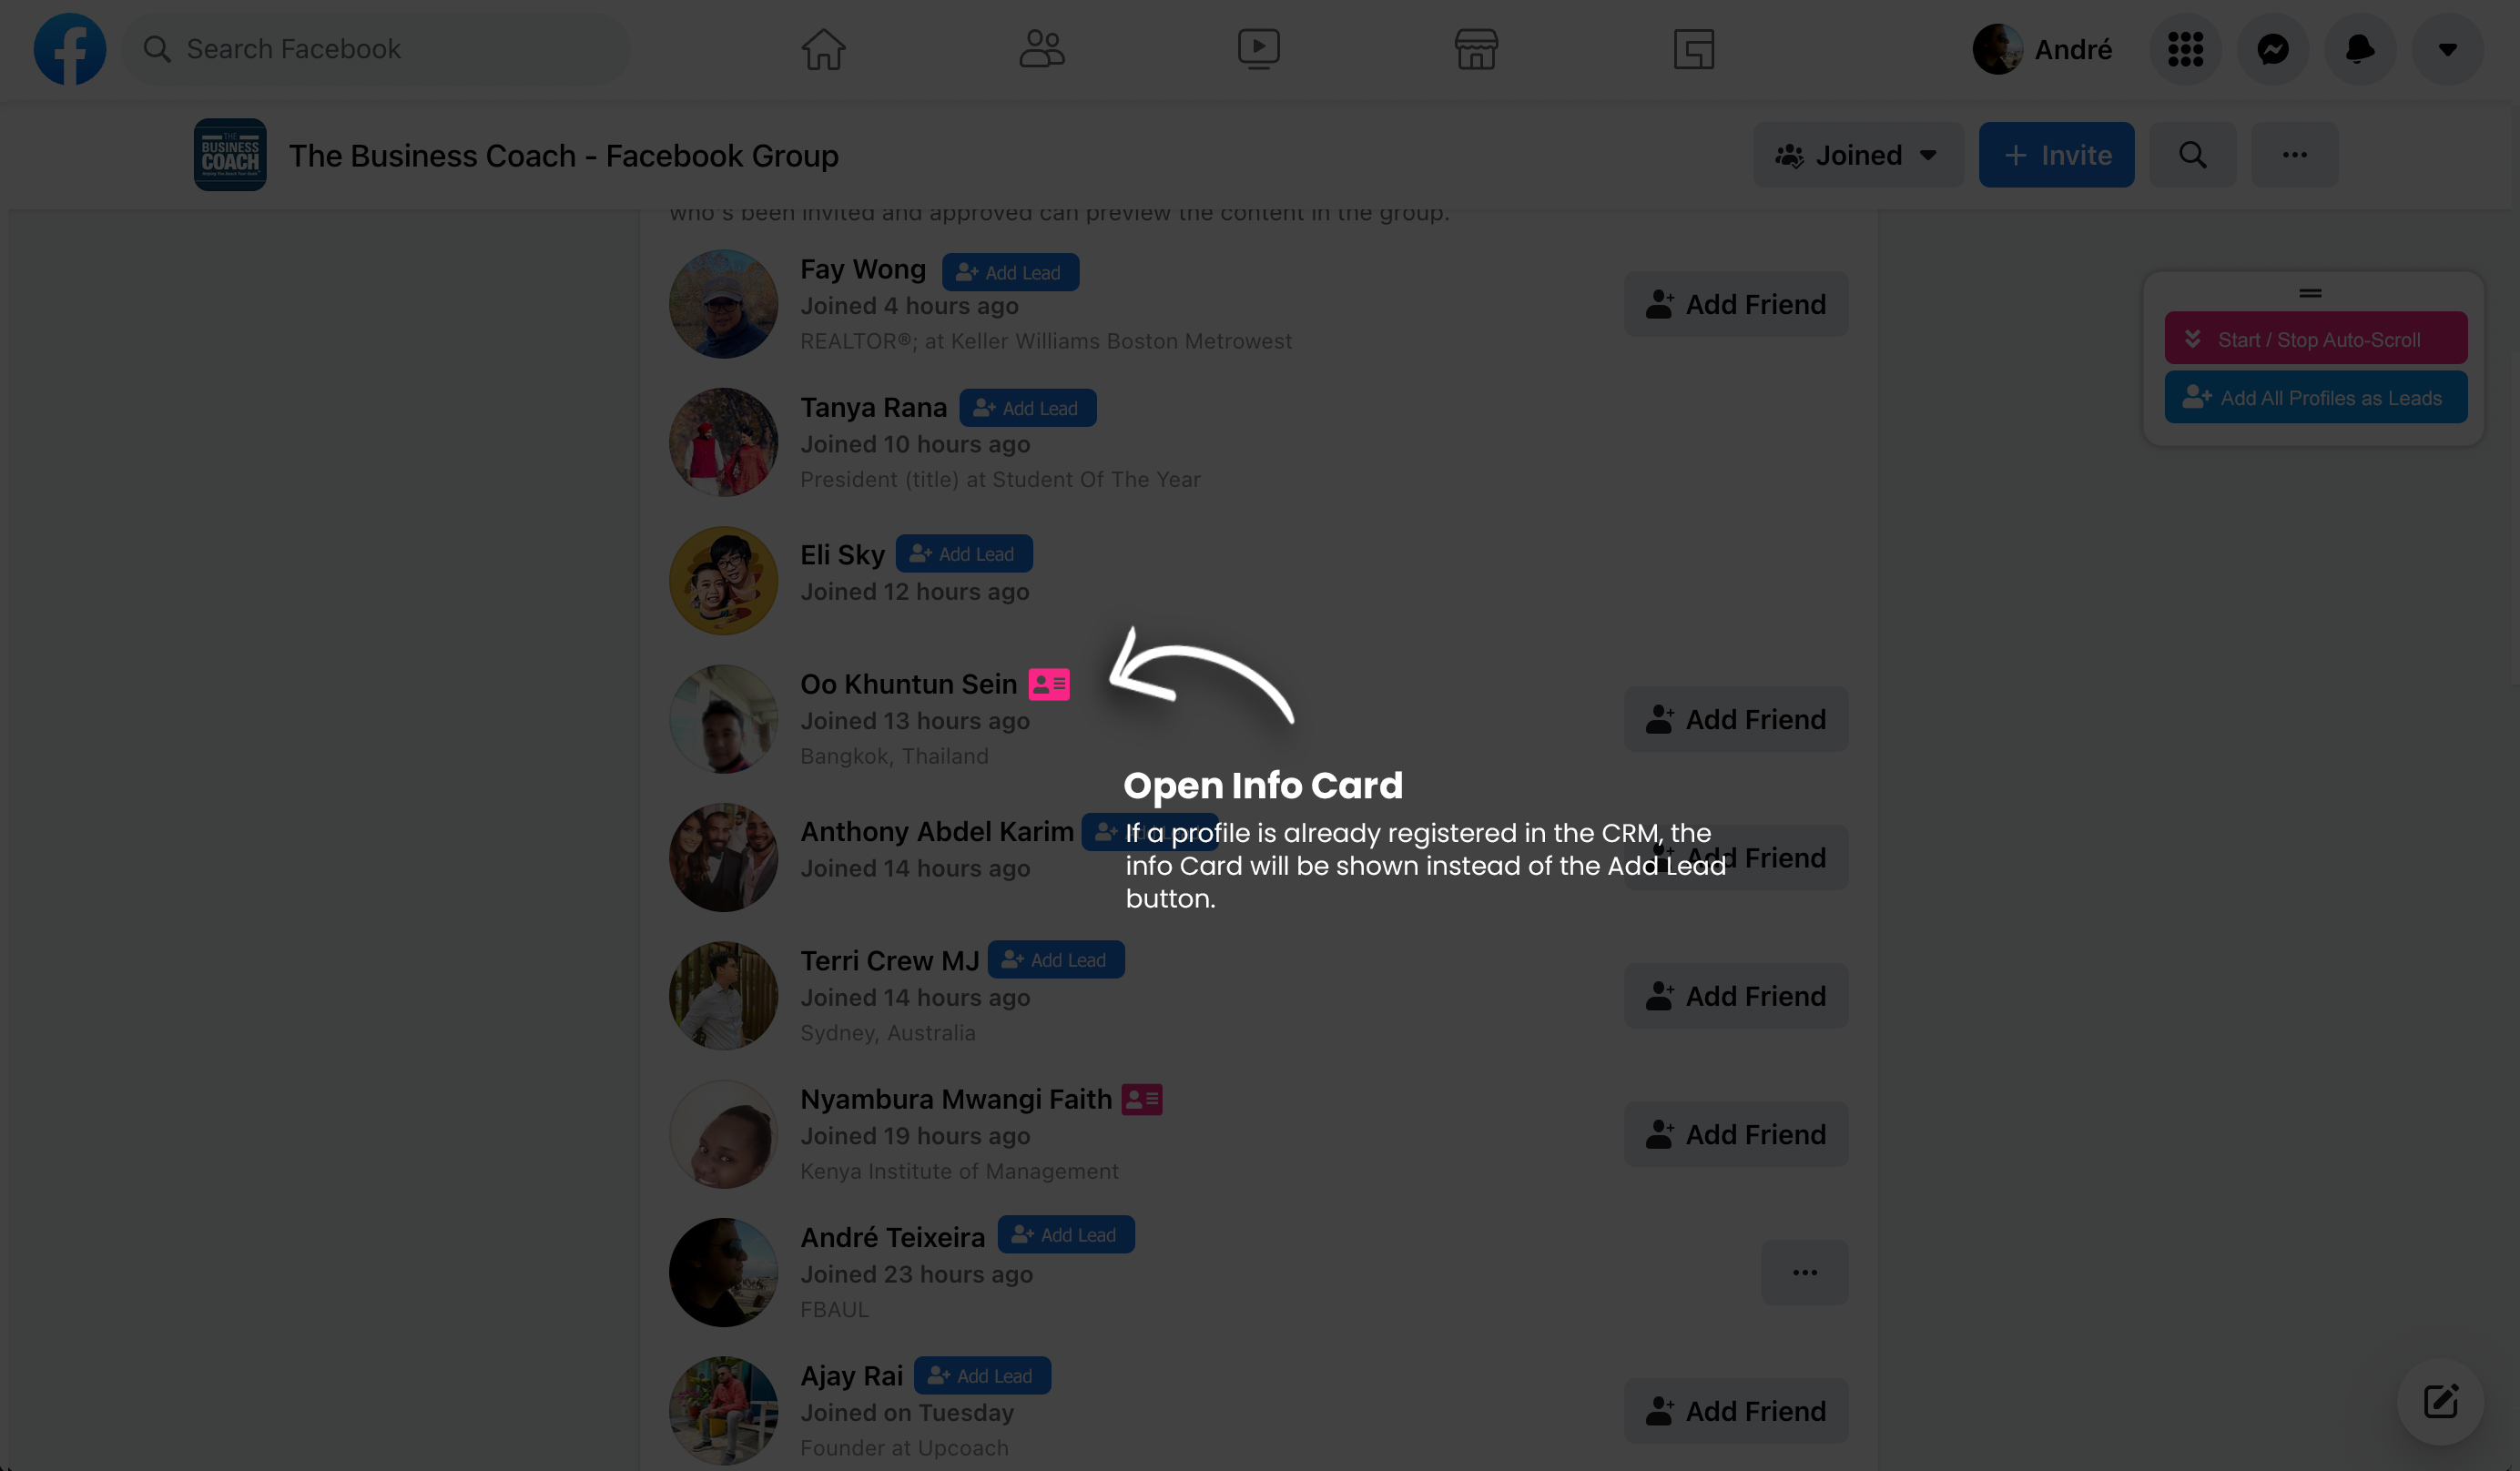 Search Facebook
André
THE
BUSINESS
COACH
The Business Coach - Facebook Group
Joined
+ Invite
who's been invited and approved can preview the content in the group.
Fay Wong
Add Lead
Joined 4 hours ago
REALTOR®; at Keller Williams Boston Metrowest
Add Friend
Start / Stop Auto-Scroll
Add All Profiles as Leads
Tanya Rana
Add Lead
Joined 10 hours ago
President (title) at Student Of The Year
Eli Sky
Add Lead
Joined 12 hours ago
Oo Khuntun Sein
Joined 13 hours ago
Bangkok, Thailand
Add Friend
Open Info Card
If a profile is already registered in the CRM, the
info Card will be shown instead of the Add Lead
button.
Anthony Abdel Karim
Joined 14 hours ago
Add Friend
Terri Crew MJ
Add Lead
Joined 14 hours ago
Sydney, Australia
Add Friend
Nyambura Mwangi Faith
Joined 19 hours ago
Kenya Institute of Management
Add Friend
André Teixeira
Add Lead
Joined 23 hours ago
FBAUL
Ajay Rai
Add Lead
Joined on Tuesday
Founder at Upcoach
Add Friend